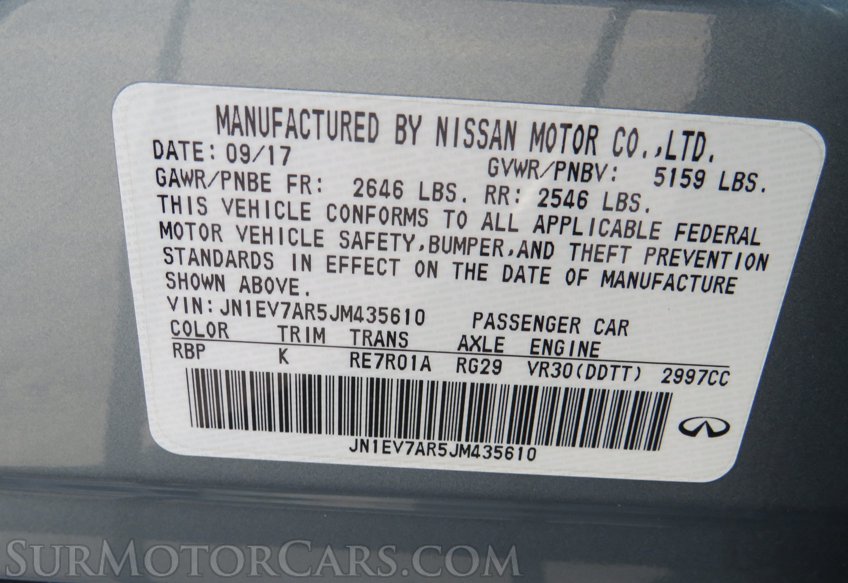 MANUFACTURED BY NISSAN MOTOR CO.,LTD.
DATE: 09/17 GVWR/PNBV: 5159 LBS.
GAWR/PNBE FR: 2646 LBS. RR: 2546 LBS.
THIS VEHICLE CONFORMS TO ALL APPLICABLE FEDERAL
MOTOR VEHICLE SAFETY,BUMPER,AND THEFT PREVENTION
STANDARDS IN EFFECT ON THE DATE OF MANUFACTURE
SHOWN ABOVE.
VIN:JN1EV7AR5JM435610 PASSENGER CAR
COLOR TRIM TRANS AXLE ENGINE
RBP K RE7R01A RG29 VR30(DDTT) 2997CC
JN1EV7AR5JM435610
SURMOTORCARS.COM